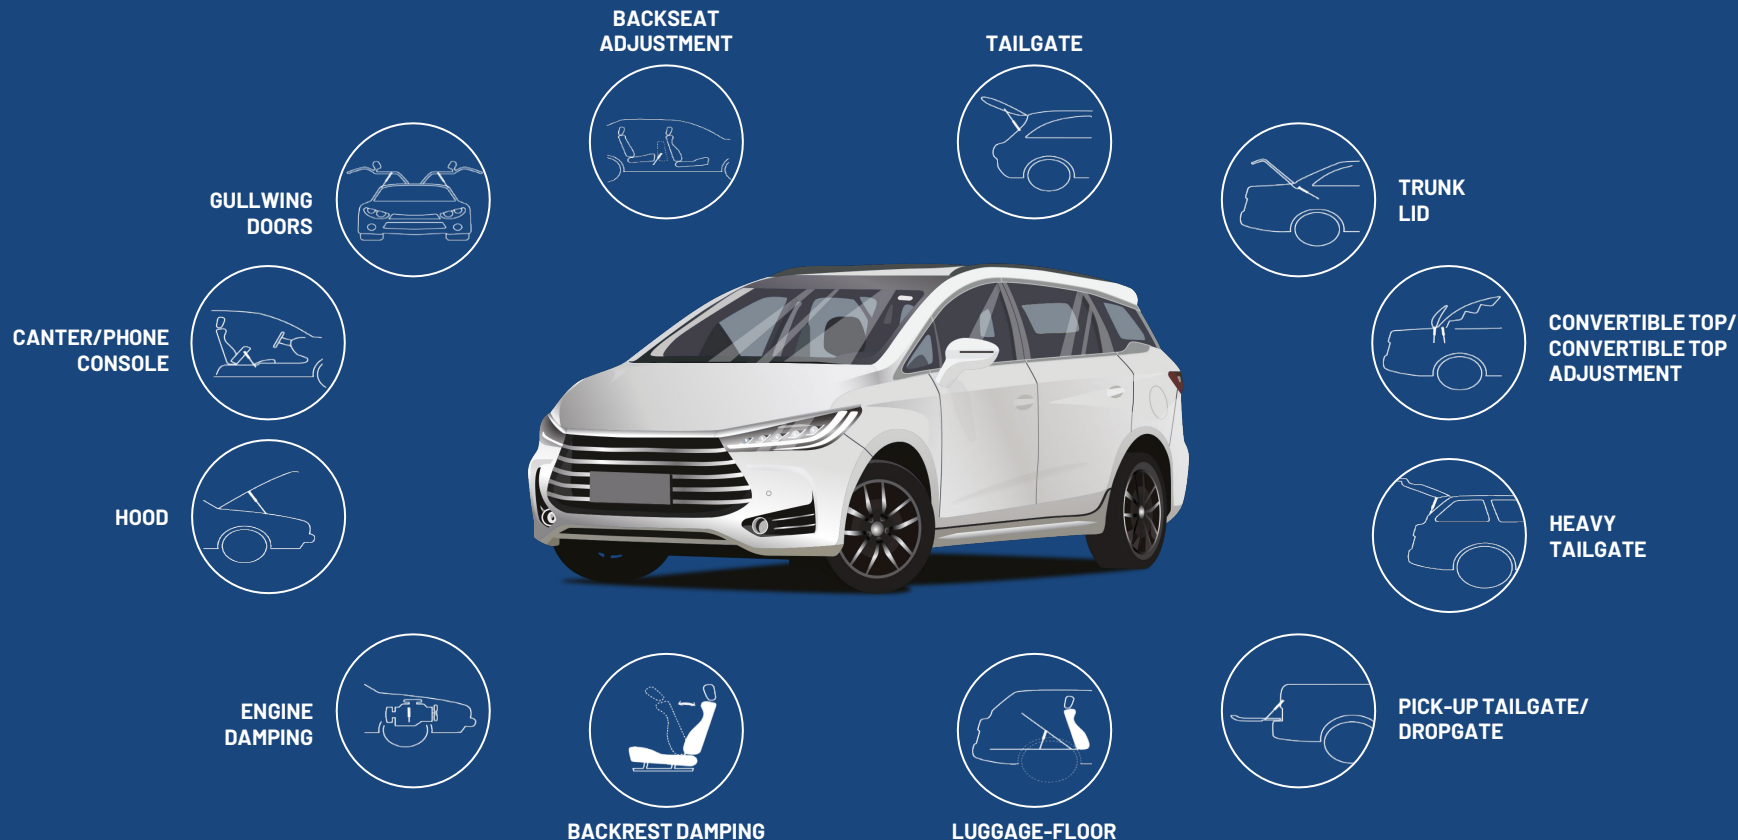 BACKSEAT
ADJUSTMENT
TAILGATE
GULLWING
DOORS
TRUNK
LID
CANTER/PHONE
CONSOLE
CONVERTIBLE TOP/
CONVERTIBLE TOP
ADJUSTMENT
HOOD
HEAVY
TAILGATE
ENGINE
DAMPING
PICK-UP TAILGATE/
DROPGATE
BACKREST DAMPING
LUGGAGE-FLOOR